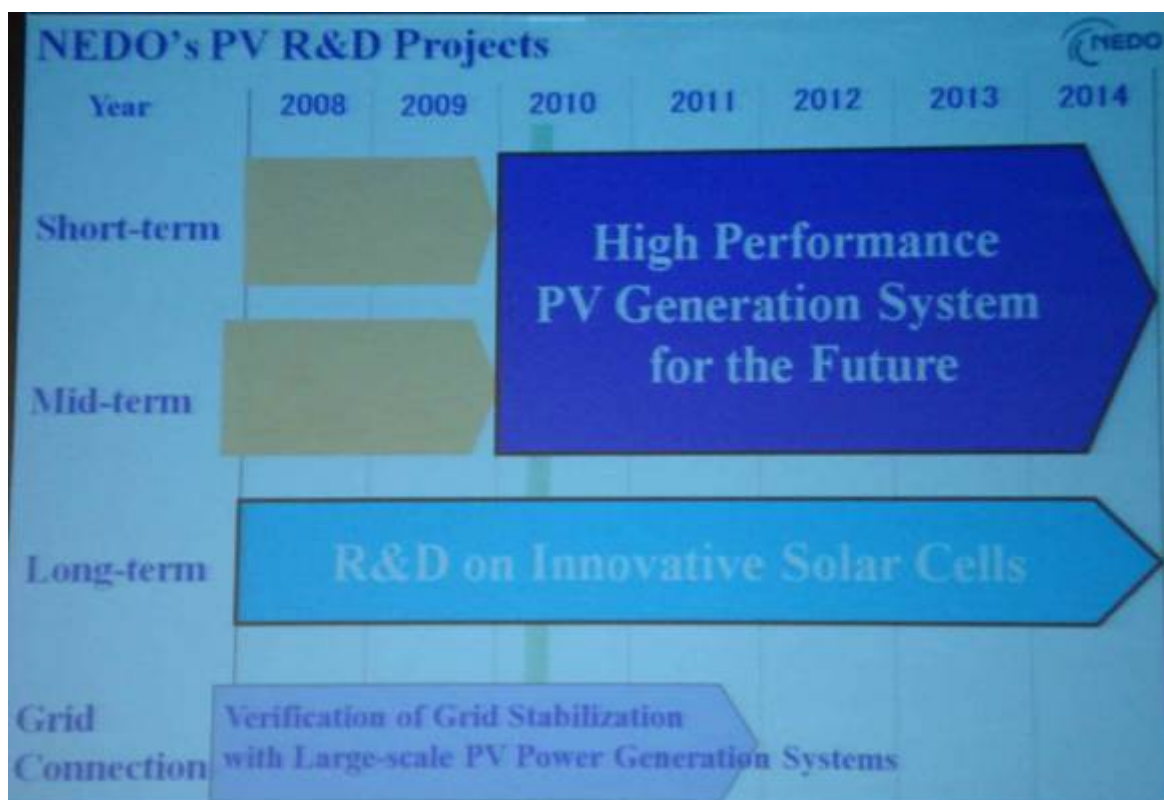 NEDO's PV R&D Projects
NEDO
Year 2008 2009 2010 2011 2012 2013 2014
Short-term
High Performance
PV Generation System
for the Future
Mid-term
Long-term
R&D on Innovative Solar Cells
Grid
Connection
Verification of Grid Stabilization
with Large-scale PV Power Generation Systems